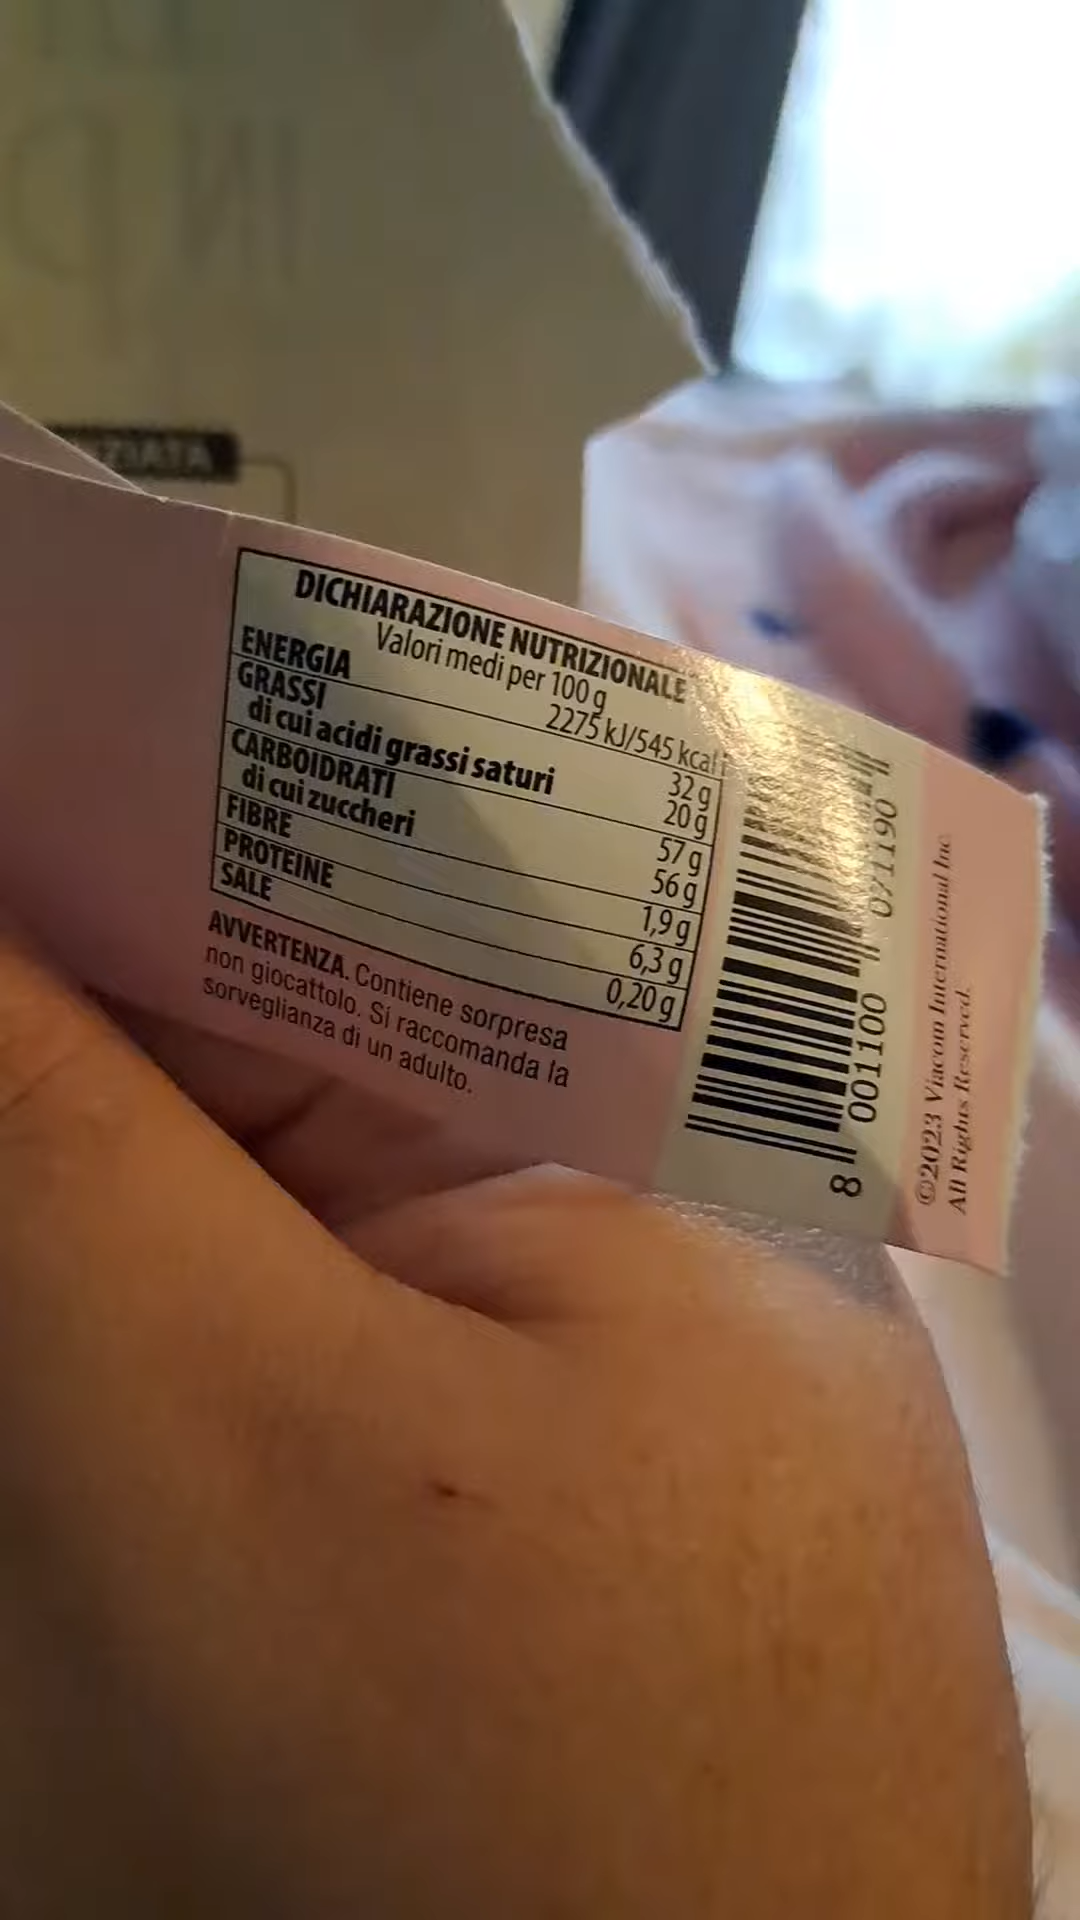 ZIATA
DICHIARAZIONE NUTRIZIONALE
Valori medi per 100 g
ENERGIA 2275 kJ/545 kcal
GRASSI 32 g
di cui acidi grassi saturi 20 g
CARBOIDRATI 57 g
di cui zuccheri 56 g
FIBRE 1,9 g
PROTEINE 6,3 g
SALE 0,20 g
AVVERTENZA. Contiene sorpresa
non giocattolo. Si raccomanda la
sorveglianza di un adulto.
8 001100 071190
©2023 Viacom International Inc.
All Rights Reserved.